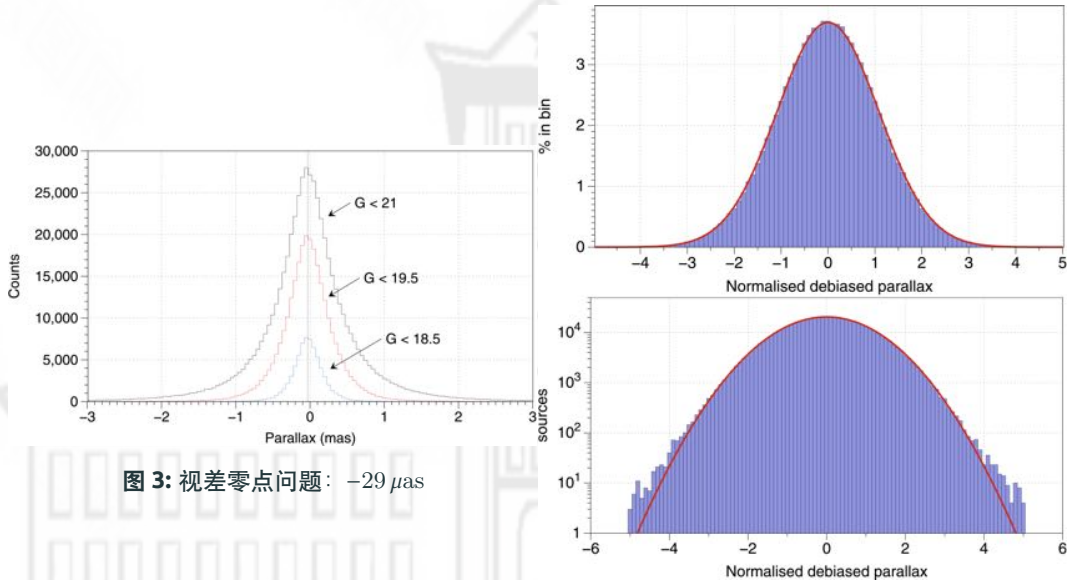 30,000
25,000
20,000
15,000
10,000
5,000
0
Counts
G < 21
G < 19.5
G < 18.5
−3 −2 −1 0 1 2 3
Parallax (mas)
图 3: 视差零点问题: −29 μas
% in bin
3
2
1
0
−4 −3 −2 −1 0 1 2 3 4 5
Normalised debiased parallax
sources
10^4
10^3
10^2
10^1
1
−6 −4 −2 0 2 4 6
Normalised debiased parallax